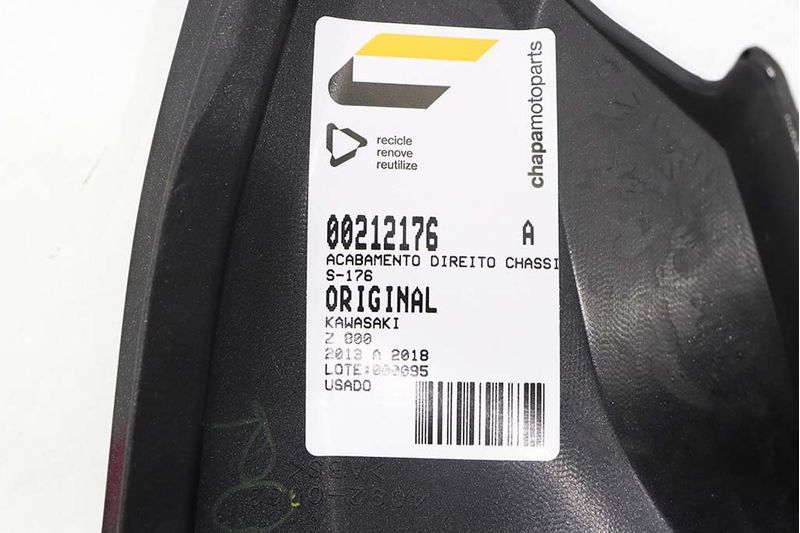 recicle
renove
reutilize
chapamotoparts
00212176 A
ACABAMENTO DIREITO CHASSI
S-176
ORIGINAL
KAWASAKI
Z 800
2013 A 2018
LOTE:000095
USADO